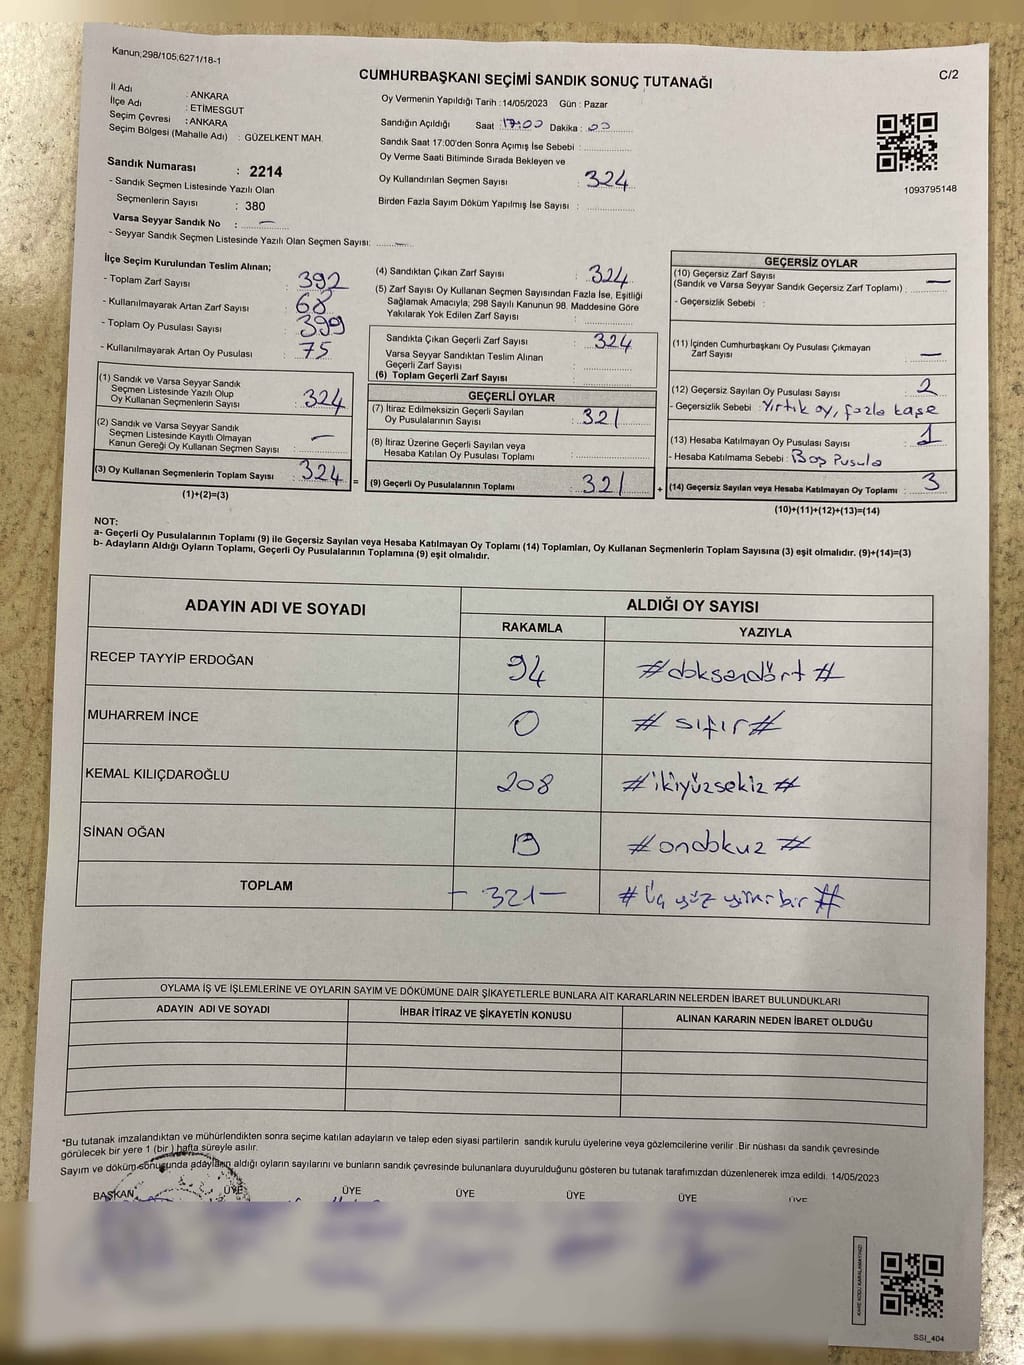 Kanun;298/105,6271/18-1
C/2
CUMHURBAŞKANI SEÇİMİ SANDIK SONUÇ TUTANAĞI
İl Adı : ANKARA
İlçe Adı : ETİMESGUT
Seçim Çevresi : ANKARA
Seçim Bölgesi (Mahalle Adı) : GÜZELKENT MAH.
Sandık Numarası : 2214
- Sandık Seçmen Listesinde Yazılı Olan
Seçmenlerin Sayısı : 380
Varsa Seyyar Sandık No : —
- Seyyar Sandık Seçmen Listesinde Yazılı Olan Seçmen Sayısı: —
Oy Vermenin Yapıldığı Tarih : 14/05/2023 Gün : Pazar
Sandığın Açıldığı Saat 17:00 Dakika : 00
Sandık Saat 17:00'den Sonra Açımış İse Sebebi :
Oy Verme Saati Bitiminde Sırada Bekleyen ve
Oy Kullandırılan Seçmen Sayısı : 324
Birden Fazla Sayım Döküm Yapılmış İse Sayısı :
1093795148
İlçe Seçim Kurulundan Teslim Alınan;
- Toplam Zarf Sayısı : 392
- Kullanılmayarak Artan Zarf Sayısı : 68
- Toplam Oy Pusulası Sayısı : 399
- Kullanılmayarak Artan Oy Pusulası : 75
(1) Sandık ve Varsa Seyyar Sandık
Seçmen Listesinde Yazılı Olup
Oy Kullanan Seçmenlerin Sayısı : 324
(2) Sandık ve Varsa Seyyar Sandık
Seçmen Listesinde Kayıtlı Olmayan
Kanun Gereği Oy Kullanan Seçmen Sayısı : —
(3) Oy Kullanan Seçmenlerin Toplam Sayısı : 324 =
(1)+(2)=(3)
(4) Sandıktan Çıkan Zarf Sayısı : 324
(5) Zarf Sayısı Oy Kullanan Seçmen Sayısından Fazla İse, Eşitliği
Sağlamak Amacıyla; 298 Sayılı Kanunun 98. Maddesine Göre
Yakılarak Yok Edilen Zarf Sayısı :
Sandıkta Çıkan Geçerli Zarf Sayısı : 324
Varsa Seyyar Sandıktan Teslim Alınan
Geçerli Zarf Sayısı :
(6) Toplam Geçerli Zarf Sayısı :
GEÇERLİ OYLAR
(7) İtiraz Edilmeksizin Geçerli Sayılan
Oy Pusulalarının Sayısı : 321
(8) İtiraz Üzerine Geçerli Sayılan veya
Hesaba Katılan Oy Pusulası Toplamı :
(9) Geçerli Oy Pusulalarının Toplamı : 321 +
GEÇERSİZ OYLAR
(10) Geçersiz Zarf Sayısı
(Sandık ve Varsa Seyyar Sandık Geçersiz Zarf Toplamı) : —
- Geçersizlik Sebebi :
(11) İçinden Cumhurbaşkanı Oy Pusulası Çıkmayan
Zarf Sayısı : —
(12) Geçersiz Sayılan Oy Pusulası Sayısı : 2
- Geçersizlik Sebebi : Yırtık oy, fazla kaşe
(13) Hesaba Katılmayan Oy Pusulası Sayısı : 1
- Hesaba Katılmama Sebebi : Boş Pusula
(14) Geçersiz Sayılan veya Hesaba Katılmayan Oy Toplamı : 3
(10)+(11)+(12)+(13)=(14)
NOT:
a- Geçerli Oy Pusulalarının Toplamı (9) ile Geçersiz Sayılan veya Hesaba Katılmayan Oy Toplamı (14) Toplamları, Oy Kullanan Seçmenlerin Toplam Sayısına (3) eşit olmalıdır. (9)+(14)=(3)
b- Adayların Aldığı Oyların Toplamı, Geçerli Oy Pusulalarının Toplamına (9) eşit olmalıdır.
ADAYIN ADI VE SOYADI ALDIĞI OY SAYISI
RAKAMLA YAZIYLA
RECEP TAYYİP ERDOĞAN 94 #doksandört#
MUHARREM İNCE 0 #sıfır#
KEMAL KILIÇDAROĞLU 208 #ikiyüzsekiz#
SİNAN OĞAN 19 #ondokuz#
TOPLAM -321- #Üç yüz yirmi bir#
OYLAMA İŞ VE İŞLEMLERİNE VE OYLARIN SAYIM VE DÖKÜMÜNE DAİR ŞİKAYETLERLE BUNLARA AİT KARARLARIN NELERDEN İBARET BULUNDUKLARI
ADAYIN ADI VE SOYADI İHBAR İTİRAZ VE ŞİKAYETİN KONUSU ALINAN KARARIN NEDEN İBARET OLDUĞU
*Bu tutanak imzalandıktan ve mühürlendikten sonra seçime katılan adayların ve talep eden siyasi partilerin sandık kurulu üyelerine veya gözlemcilerine verilir. Bir nüshası da sandık çevresinde
görülecek bir yere 1 (bir) hafta süreyle asılır.
Sayım ve döküm sonucunda adayların aldığı oyların sayılarını ve bunların sandık çevresinde bulunanlara duyurulduğunu gösteren bu tutanak tarafımızdan düzenlenerek imza edildi. 14/05/2023
BAŞKAN ÜYE ÜYE ÜYE ÜYE ÜYE ÜYE
SSI_404